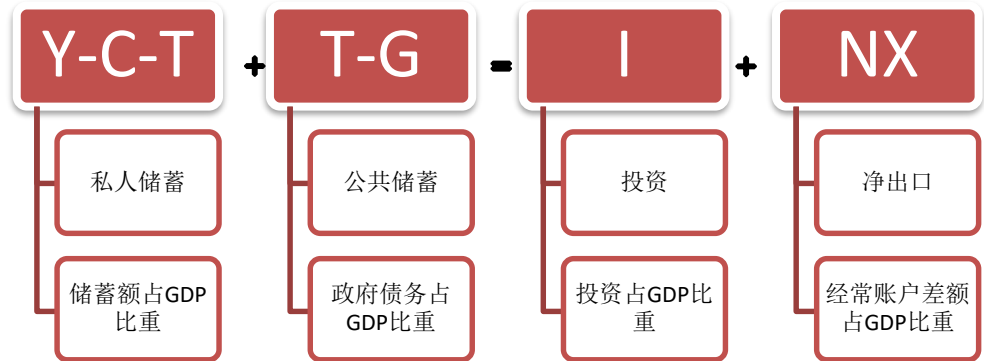 Y-C-T + T-G = I + NX
私人储蓄
公共储蓄
投资
净出口
储蓄额占GDP
比重
政府债务占
GDP比重
投资占GDP比
重
经常账户差额
占GDP比重